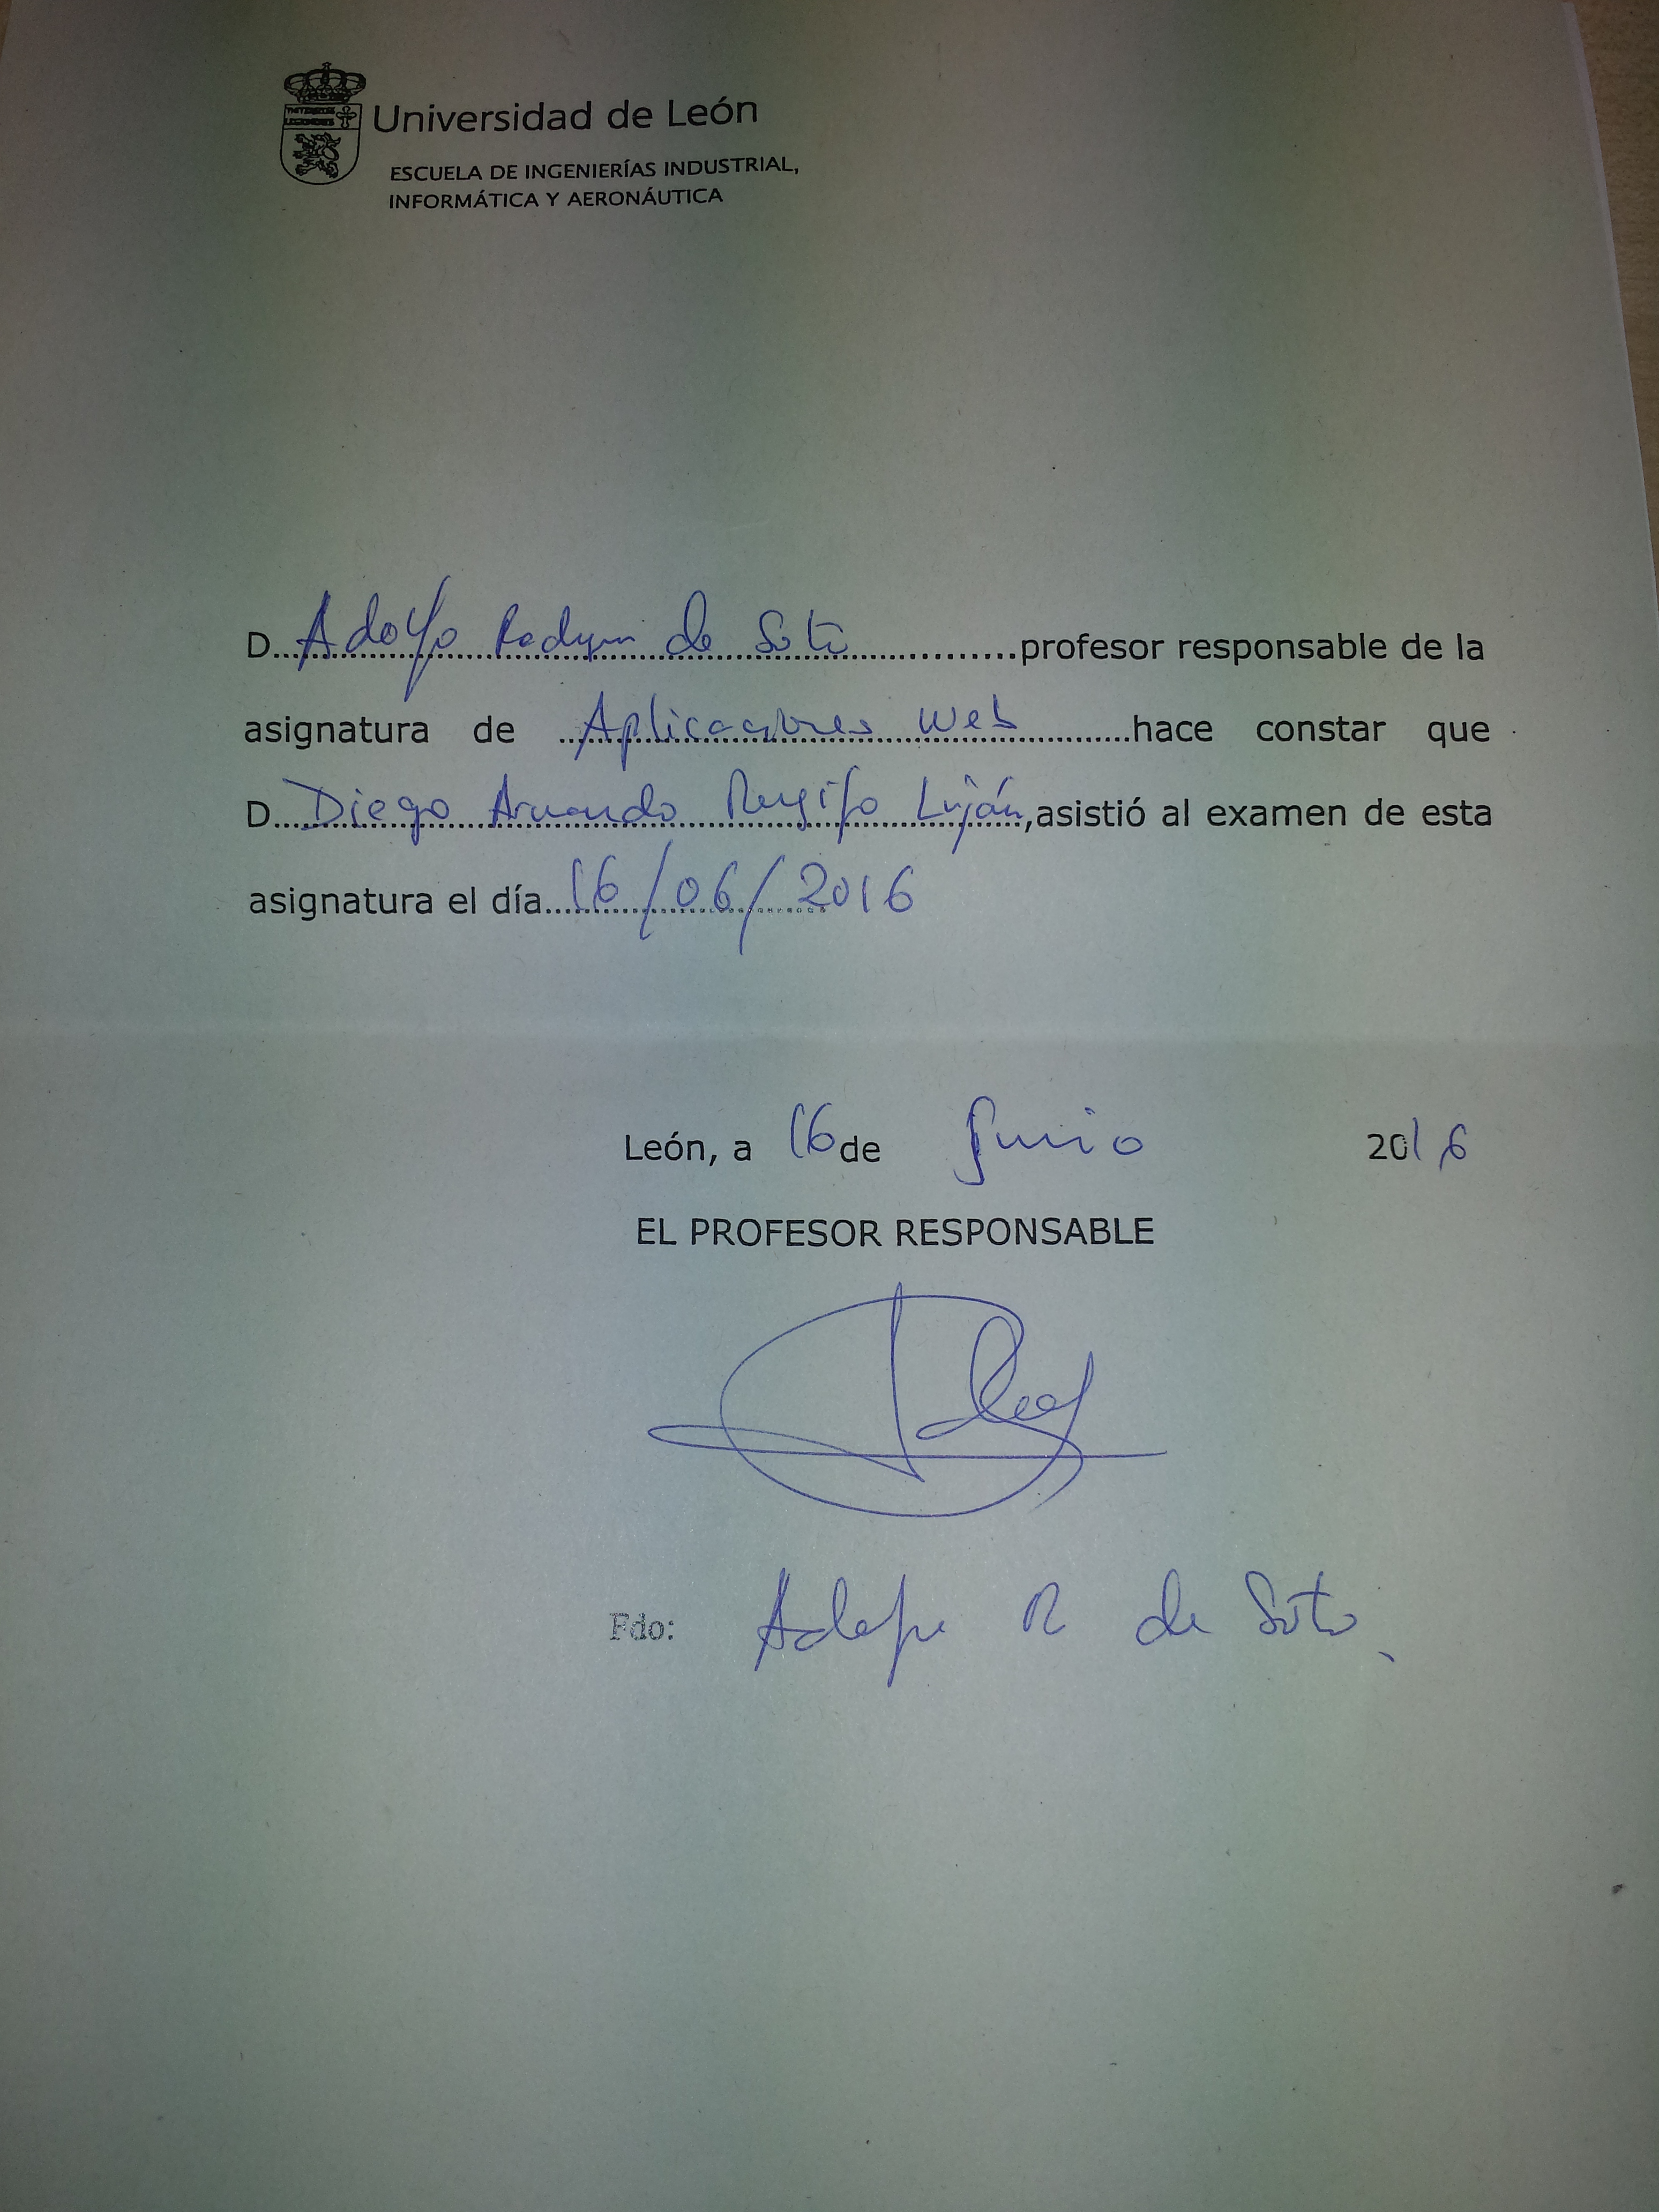 Universidad de León
ESCUELA DE INGENIERÍAS INDUSTRIAL,
INFORMÁTICA Y AERONÁUTICA
D...Adolfo de Soto...profesor responsable de la
asignatura de ...Aplicaciones Web...hace constar que
D...Diego Armando Rengifo Luján,asistió al examen de esta
asignatura el día...16/06/2016
León, a 16 de Junio 2016
EL PROFESOR RESPONSABLE
Fdo: Adolfo R de Soto